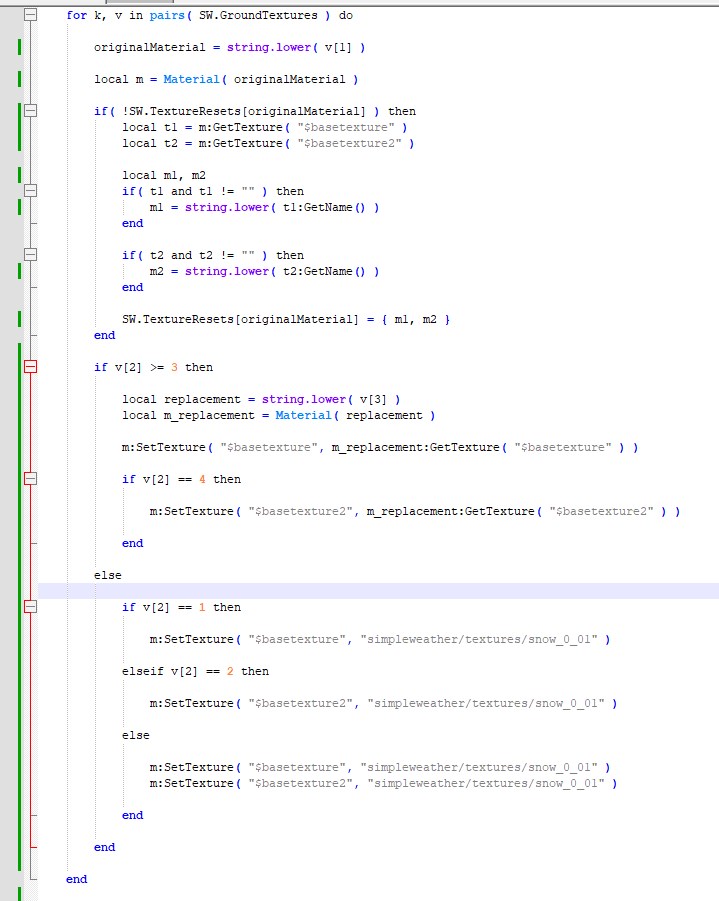 for k, v in pairs( SW.GroundTextures ) do
originalMaterial = string.lower( v[1] )
local m = Material( originalMaterial )
if( !SW.TextureResets[originalMaterial] ) then
local t1 = m:GetTexture( "$basetexture" )
local t2 = m:GetTexture( "$basetexture2" )
local m1, m2
if( t1 and t1 != "" ) then
m1 = string.lower( t1:GetName() )
end
if( t2 and t2 != "" ) then
m2 = string.lower( t2:GetName() )
end
SW.TextureResets[originalMaterial] = { m1, m2 }
end
if v[2] >= 3 then
local replacement = string.lower( v[3] )
local m_replacement = Material( replacement )
m:SetTexture( "$basetexture", m_replacement:GetTexture( "$basetexture" ) )
if v[2] == 4 then
m:SetTexture( "$basetexture2", m_replacement:GetTexture( "$basetexture2" ) )
end
else
if v[2] == 1 then
m:SetTexture( "$basetexture", "simpleweather/textures/snow_0_01" )
elseif v[2] == 2 then
m:SetTexture( "$basetexture2", "simpleweather/textures/snow_0_01" )
else
m:SetTexture( "$basetexture", "simpleweather/textures/snow_0_01" )
m:SetTexture( "$basetexture2", "simpleweather/textures/snow_0_01" )
end
end
end